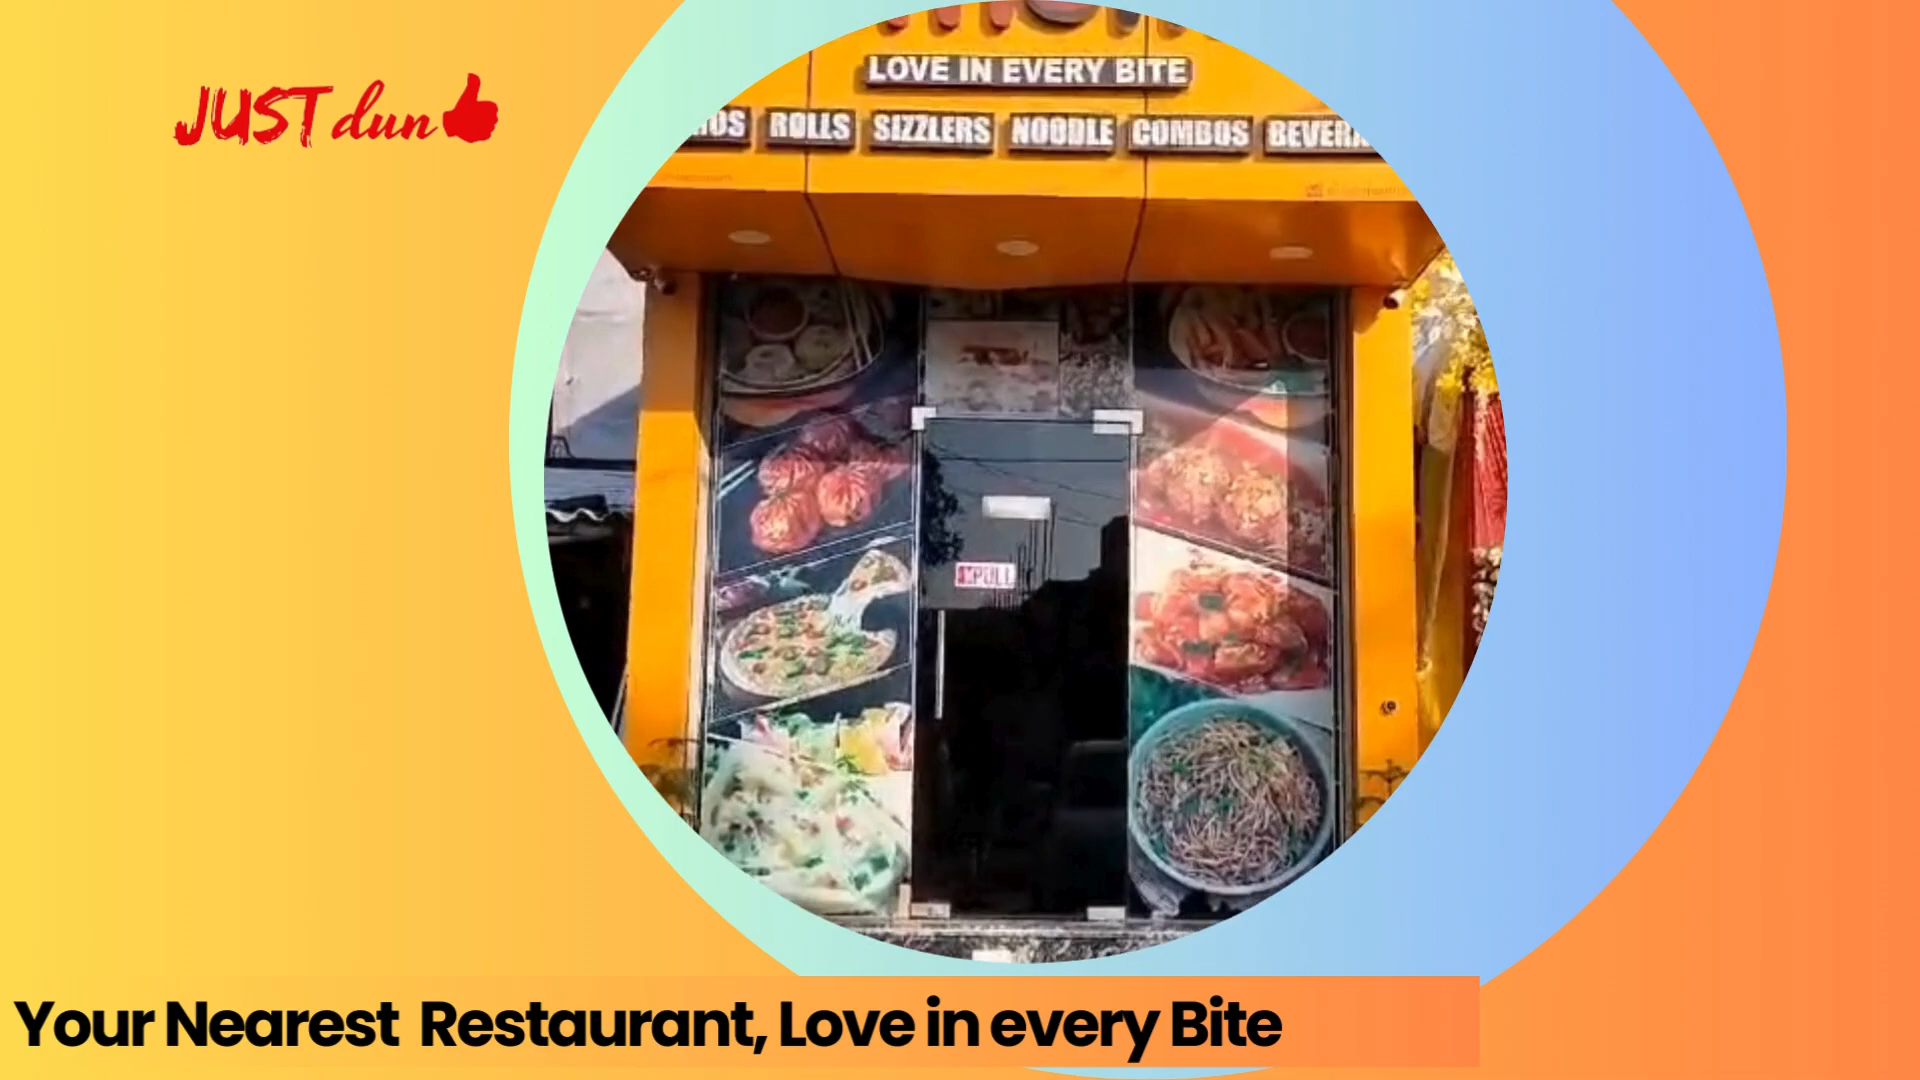 JUST dun
LOVE IN EVERY BITE
ROLLS SIZZLERS NOODLE COMBOS
PULL
Your Nearest Restaurant, Love in every Bite